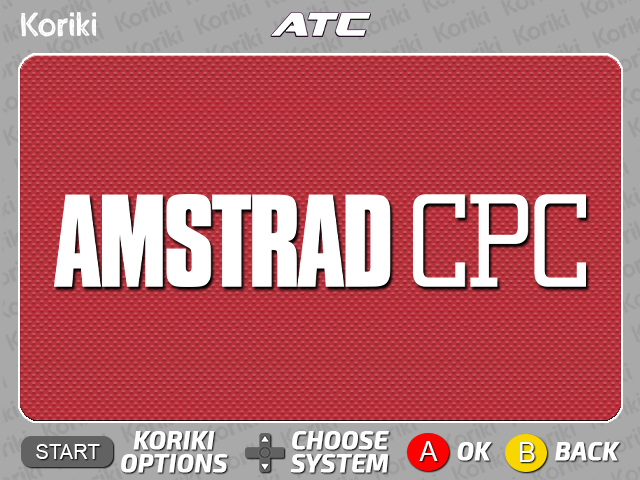 Koriki
ATC
AMSTRAD CPC
START
KORIKI
OPTIONS
CHOOSE
SYSTEM
A OK
B BACK